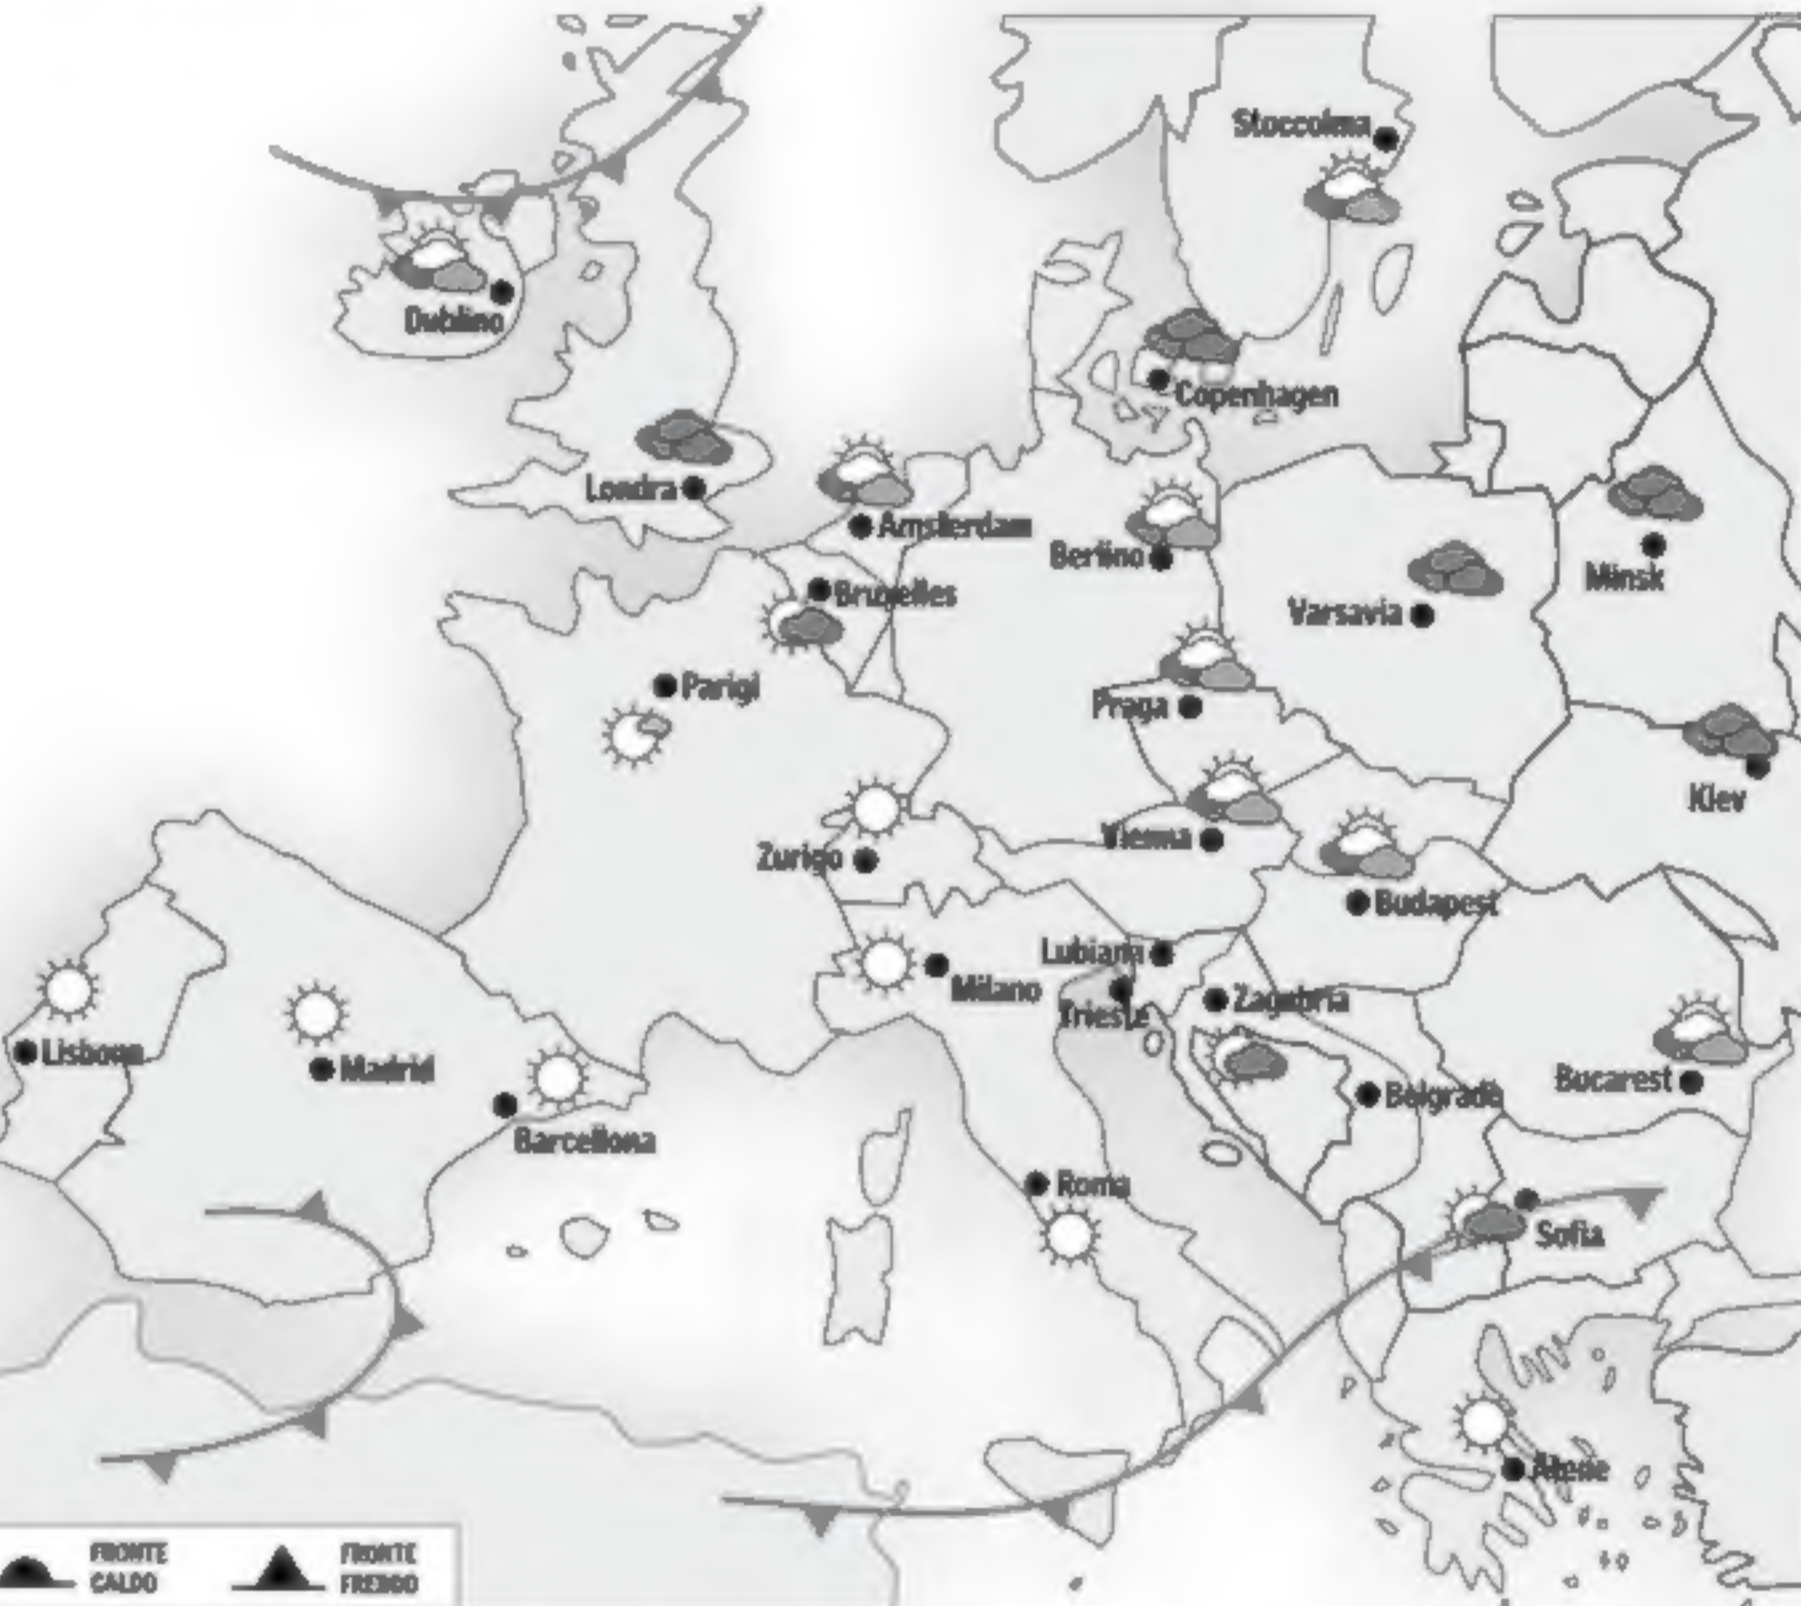 Stoccolma
Dublino
Copenhagen
Londra
Amsterdam
Berlino
Minsk
Bruxelles
Varsavia
Parigi
Praga
Kiev
Vienna
Zurigo
Budapest
Lubiana
Milano
Zagabria
Trieste
Lisbona
Madrid
Bucarest
Belgrado
Barcellona
Roma
Sofia
Atene
FRONTE
CALDO
FRONTE
FREDDO